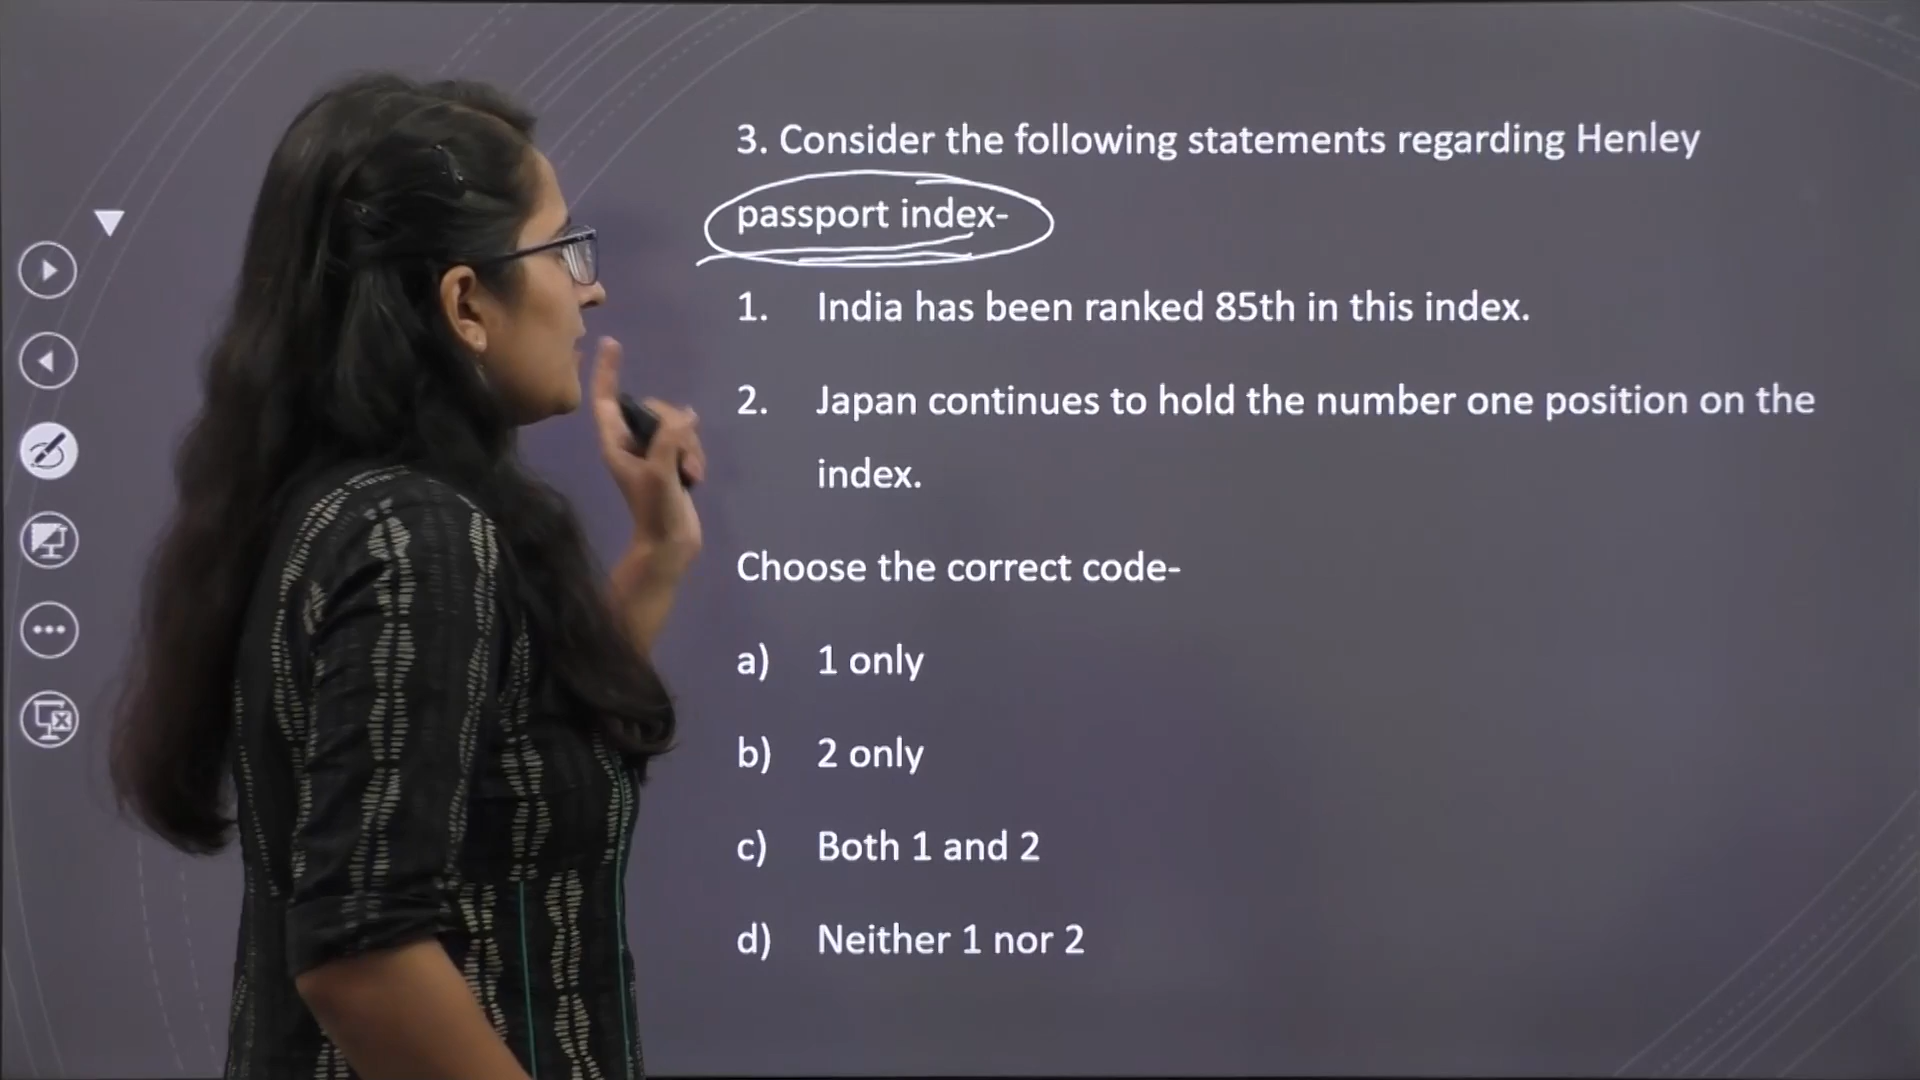 3. Consider the following statements regarding Henley
passport index-
1. India has been ranked 85th in this index.
2. Japan continues to hold the number one position on the
index.
Choose the correct code-
a) 1 only
b) 2 only
c) Both 1 and 2
d) Neither 1 nor 2